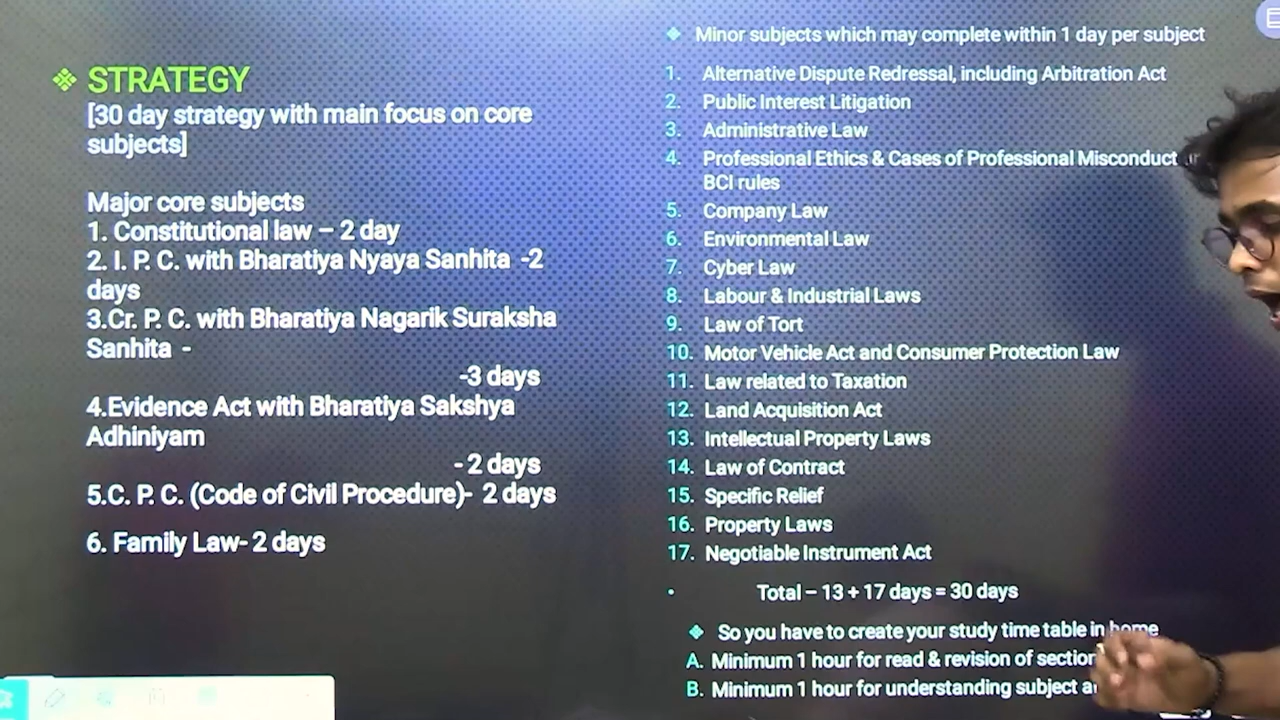 ❖ STRATEGY
[30 day strategy with main focus on core
subjects]
Major core subjects
1. Constitutional law – 2 day
2. I. P. C. with Bharatiya Nyaya Sanhita -2
days
3.Cr. P. C. with Bharatiya Nagarik Suraksha
Sanhita -
-3 days
4.Evidence Act with Bharatiya Sakshya
Adhiniyam
- 2 days
5.C. P. C. (Code of Civil Procedure)- 2 days
6. Family Law- 2 days
❖ Minor subjects which may complete within 1 day per subject
1. Alternative Dispute Redressal, including Arbitration Act
2. Public Interest Litigation
3. Administrative Law
4. Professional Ethics & Cases of Professional Misconduct
BCI rules
5. Company Law
6. Environmental Law
7. Cyber Law
8. Labour & Industrial Laws
9. Law of Tort
10. Motor Vehicle Act and Consumer Protection Law
11. Law related to Taxation
12. Land Acquisition Act
13. Intellectual Property Laws
14. Law of Contract
15. Specific Relief
16. Property Laws
17. Negotiable Instrument Act
• Total – 13 + 17 days = 30 days
❖ So you have to create your study time table in home
A. Minimum 1 hour for read & revision of section
B. Minimum 1 hour for understanding subject